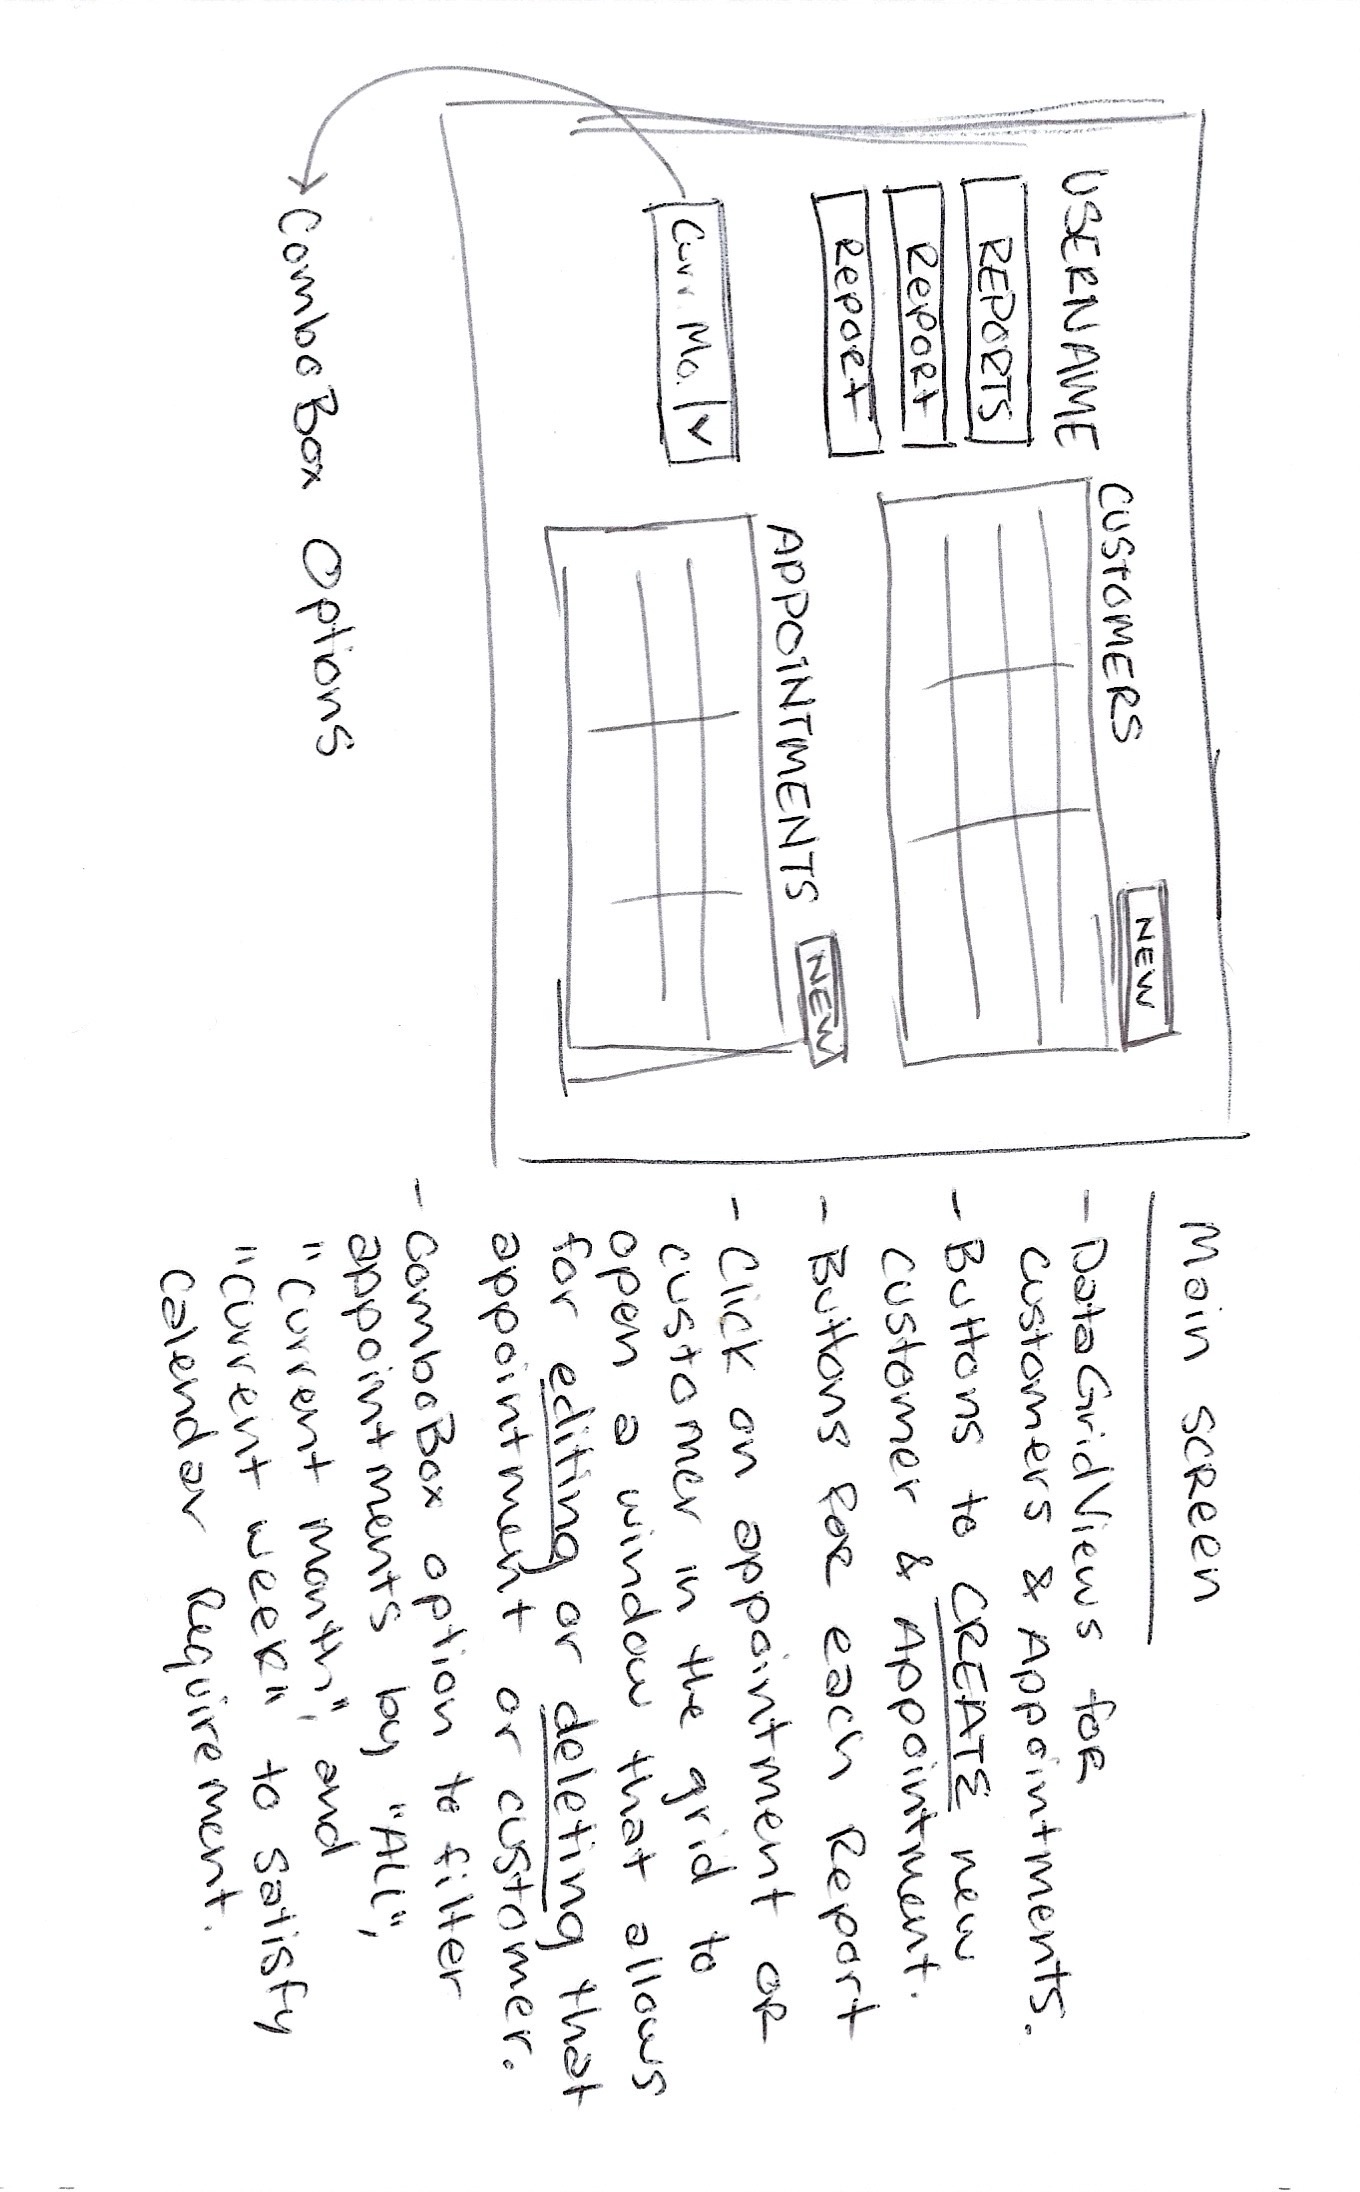 USERNAME
REPORTS
Report
Report
Curr. Mo.
CUSTOMERS
NEW
APPOINTMENTS
NEW
ComboBox Options
Main screen
- DataGridViews for
customers & Appointments.
- Buttons to CREATE new
customer & Appointment.
- Buttons for each Report
- Click on appointment or
customer in the grid to
open a window that allows
for editing or deleting that
appointment or customer.
- ComboBox option to filter
appointments by "ALL",
"Current Month", and
"Current week" to satisfy
Calendar Requirement.